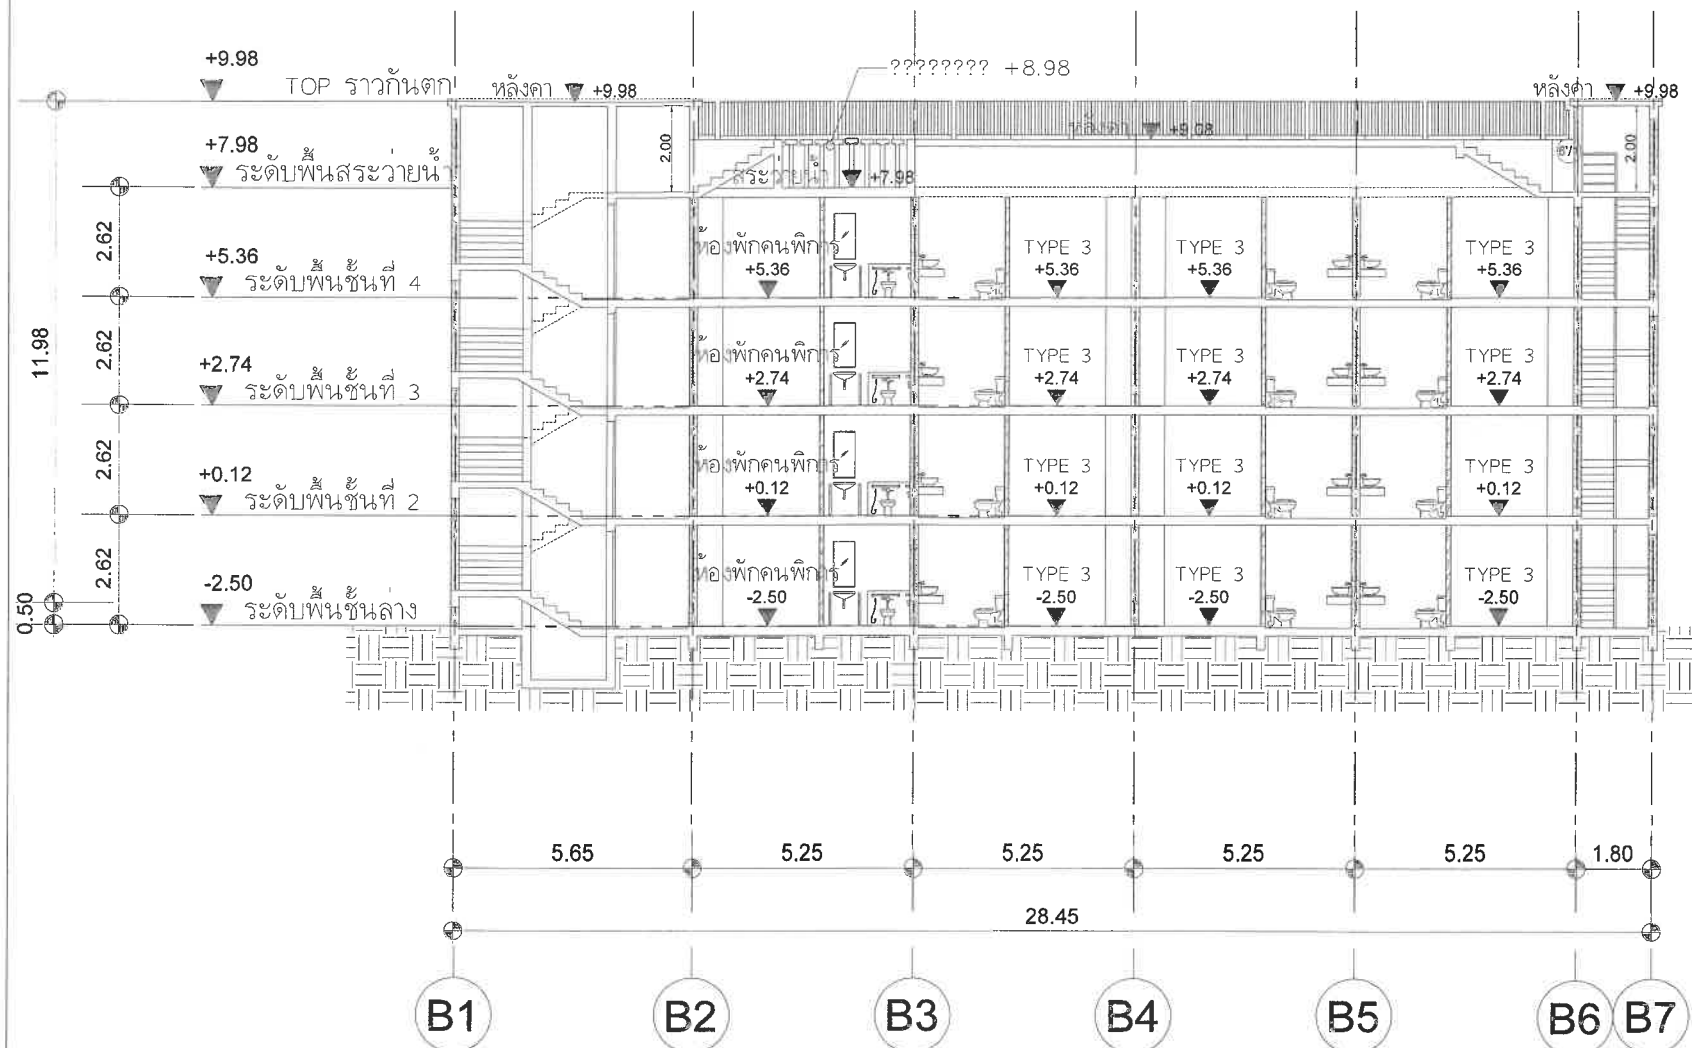 +9.98
TOP ราวกันตก
หลังคา +9.98
???????? +8.98
หลังคา +9.98
+7.98
ระดับพื้นสระว่ายน้ำ
2.00
หลังคา
สระว่ายน้ำ +7.98
2.00
2.62
+5.36
ระดับพื้นชั้นที่ 4
ห้องพักคนพิการ
+5.36
TYPE 3
+5.36
TYPE 3
+5.36
TYPE 3
+5.36
11.98
2.62
+2.74
ระดับพื้นชั้นที่ 3
ห้องพักคนพิการ
+2.74
TYPE 3
+2.74
TYPE 3
+2.74
TYPE 3
+2.74
2.62
+0.12
ระดับพื้นชั้นที่ 2
ห้องพักคนพิการ
+0.12
TYPE 3
+0.12
TYPE 3
+0.12
TYPE 3
+0.12
2.62
0.50
-2.50
ระดับพื้นชั้นล่าง
ห้องพักคนพิการ
-2.50
TYPE 3
-2.50
TYPE 3
-2.50
TYPE 3
-2.50
5.65 5.25 5.25 5.25 5.25 1.80
28.45
B1 B2 B3 B4 B5 B6 B7